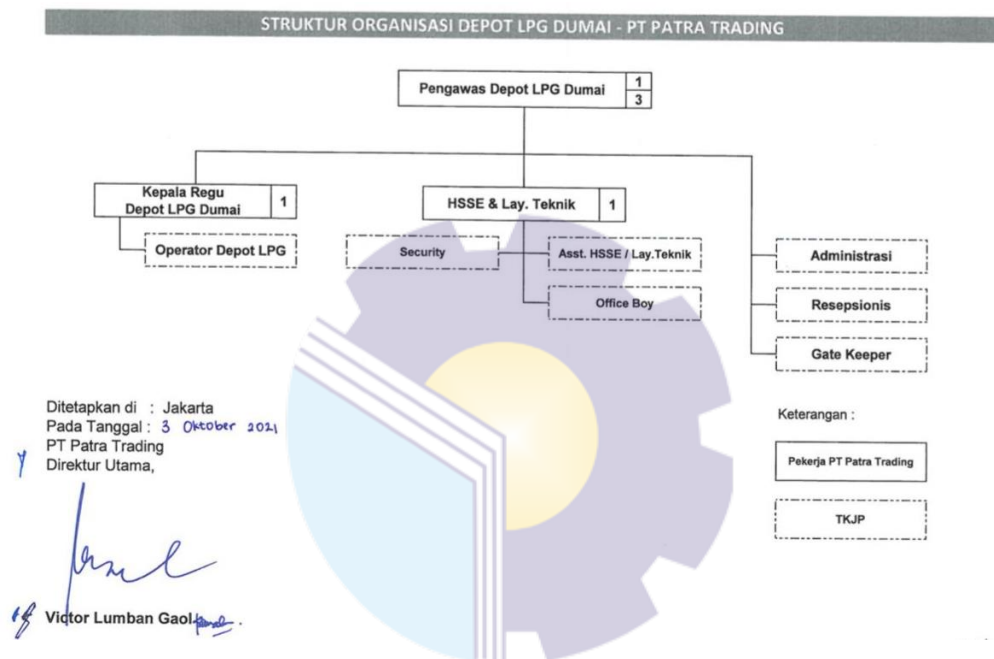 STRUKTUR ORGANISASI DEPOT LPG DUMAI - PT PATRA TRADING
Pengawas Depot LPG Dumai
1
3
Kepala Regu
Depot LPG Dumai
1
HSSE & Lay. Teknik
1
Operator Depot LPG
Security
Asst. HSSE / Lay.Teknik
Administrasi
Office Boy
Resepsionis
Gate Keeper
Ditetapkan di : Jakarta
Pada Tanggal : 3 Oktober 2021
PT Patra Trading
Direktur Utama,
Keterangan :
Pekerja PT Patra Trading
TKJP
Victor Lumban Gaol